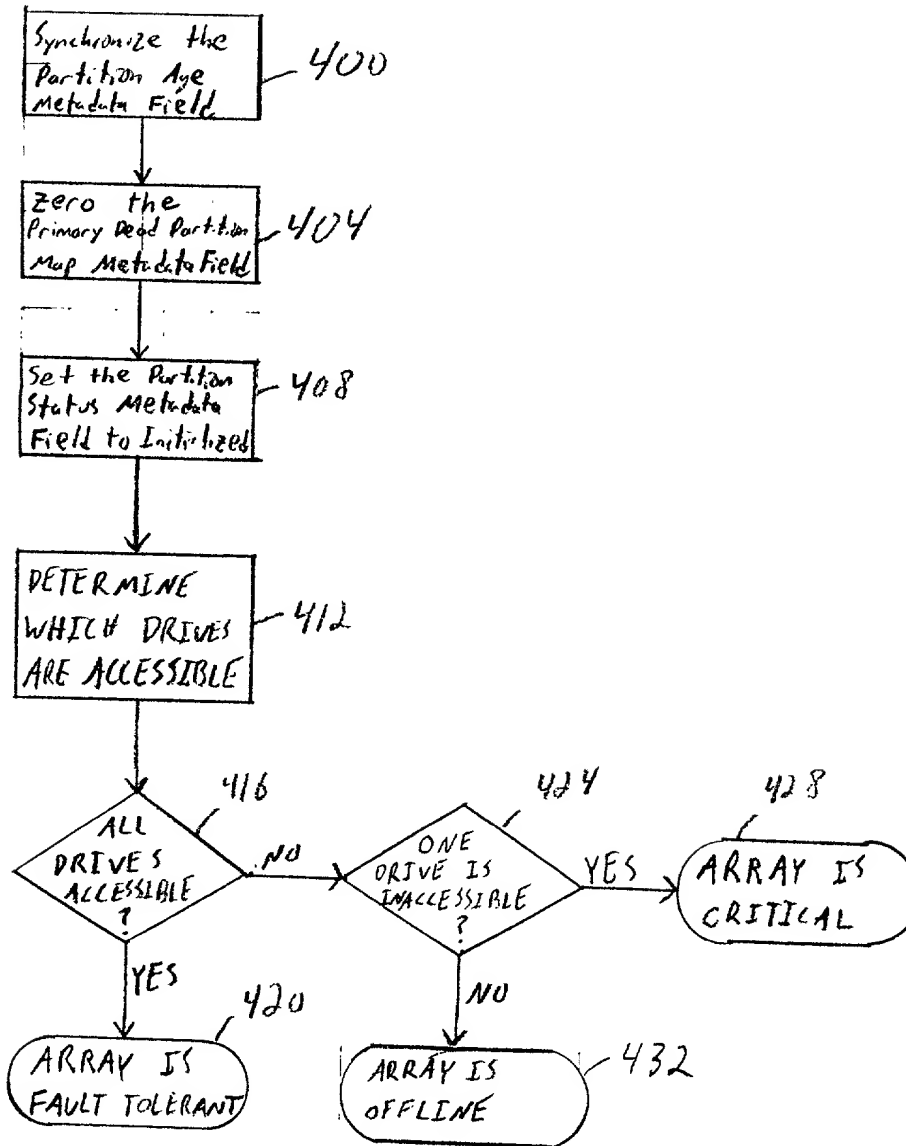 Synchronize the
Partition Age
Metadata Field
400
Zero the
Primary Dead Partition
Map Metadata Field
404
Set the Partition
Status Metadata
Field to Initilized
408
DETERMINE
WHICH DRIVES
ARE ACCESSIBLE
412
ALL
DRIVES
ACCESSIBLE
?
416
NO
YES
ONE
DRIVE IS
INACCESSIBLE
?
424
YES
NO
ARRAY IS
CRITICAL
428
ARRAY IS
FAULT TOLERANT
420
ARRAY IS
OFFLINE
432